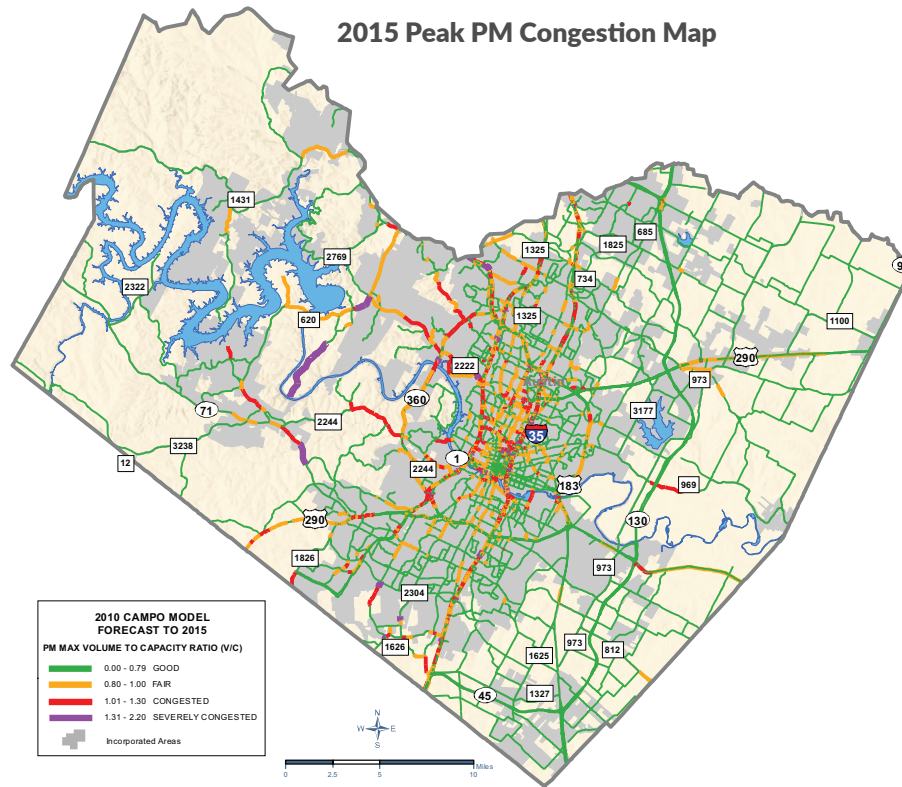 2015 Peak PM Congestion Map
1431
1325
1825
685
2769
734
9
2322
620
1325
1100
2222
290
973
360
71
2244
3177
35
3238
12
1
2244
183
969
290
130
1826
973
2304
1626
1625
973
812
45
1327
Austin
2010 CAMPO MODEL
FORECAST TO 2015
PM MAX VOLUME TO CAPACITY RATIO (V/C)
0.00 - 0.79 GOOD
0.80 - 1.00 FAIR
1.01 - 1.30 CONGESTED
1.31 - 2.20 SEVERELY CONGESTED
Incorporated Areas
N
W E
S
Miles
0 2.5 5 10